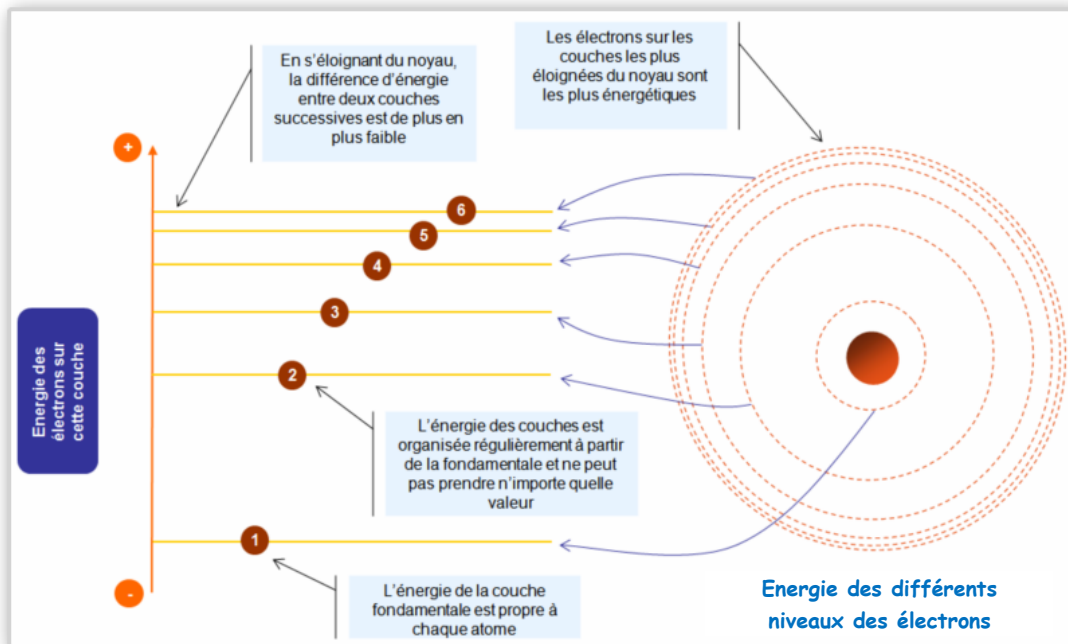 En s'éloignant du noyau,
la différence d'énergie
entre deux couches
successives est de plus en
plus faible
Les électrons sur les
couches les plus
éloignées du noyau sont
les plus énergétiques
+
6
5
4
3
2
1
-
Energie des
électrons sur
cette couche
L'énergie des couches est
organisée régulièrement à partir
de la fondamentale et ne peut
pas prendre n'importe quelle
valeur
L'énergie de la couche
fondamentale est propre à
chaque atome
Energie des différents
niveaux des électrons